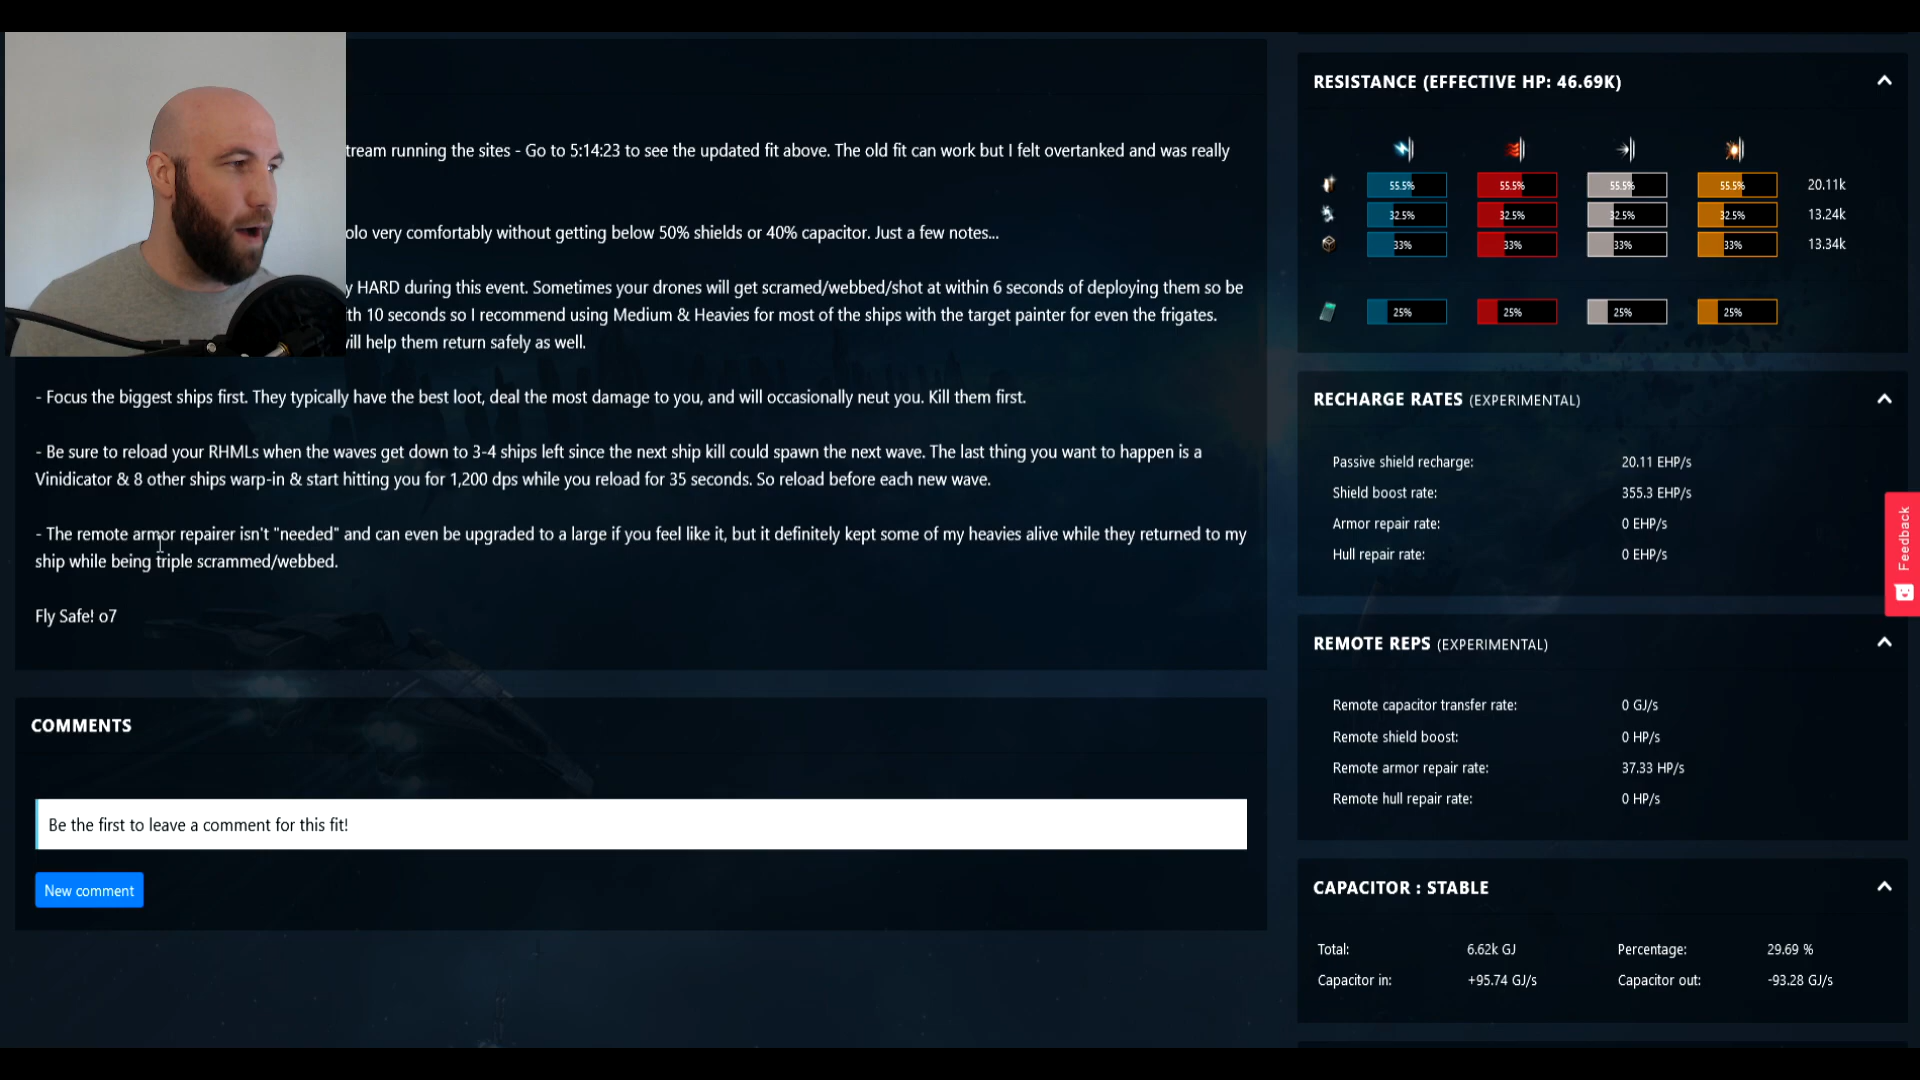 tream running the sites - Go to 5:14:23 to see the updated fit above. The old fit can work but I felt overtanked and was really
olo very comfortably without getting below 50% shields or 40% capacitor. Just a few notes...
y HARD during this event. Sometimes your drones will get scramed/webbed/shot at within 6 seconds of deploying them so be
th 10 seconds so I recommend using Medium & Heavies for most of the ships with the target painter for even the frigates.
ill help them return safely as well.
- Focus the biggest ships first. They typically have the best loot, deal the most damage to you, and will occasionally neut you. Kill them first.
- Be sure to reload your RHMLs when the waves get down to 3-4 ships left since the next ship kill could spawn the next wave. The last thing you want to happen is a
Vinidicator & 8 other ships warp-in & start hitting you for 1,200 dps while you reload for 35 seconds. So reload before each new wave.
- The remote armor repairer isn't "needed" and can even be upgraded to a large if you feel like it, but it definitely kept some of my heavies alive while they returned to my
ship while being triple scrammed/webbed.
Fly Safe! o7
COMMENTS
Be the first to leave a comment for this fit!
New comment
RESISTANCE (EFFECTIVE HP: 46.69K)
55.5% 55.5% 55.5% 55.5% 20.11k
32.5% 32.5% 32.5% 32.5% 13.24k
33% 33% 33% 33% 13.34k
25% 25% 25% 25%
RECHARGE RATES (EXPERIMENTAL)
Passive shield recharge: 20.11 EHP/s
Shield boost rate: 355.3 EHP/s
Armor repair rate: 0 EHP/s
Hull repair rate: 0 EHP/s
REMOTE REPS (EXPERIMENTAL)
Remote capacitor transfer rate: 0 GJ/s
Remote shield boost: 0 HP/s
Remote armor repair rate: 37.33 HP/s
Remote hull repair rate: 0 HP/s
CAPACITOR : STABLE
Total: 6.62k GJ Percentage: 29.69 %
Capacitor in: +95.74 GJ/s Capacitor out: -93.28 GJ/s
Feedback